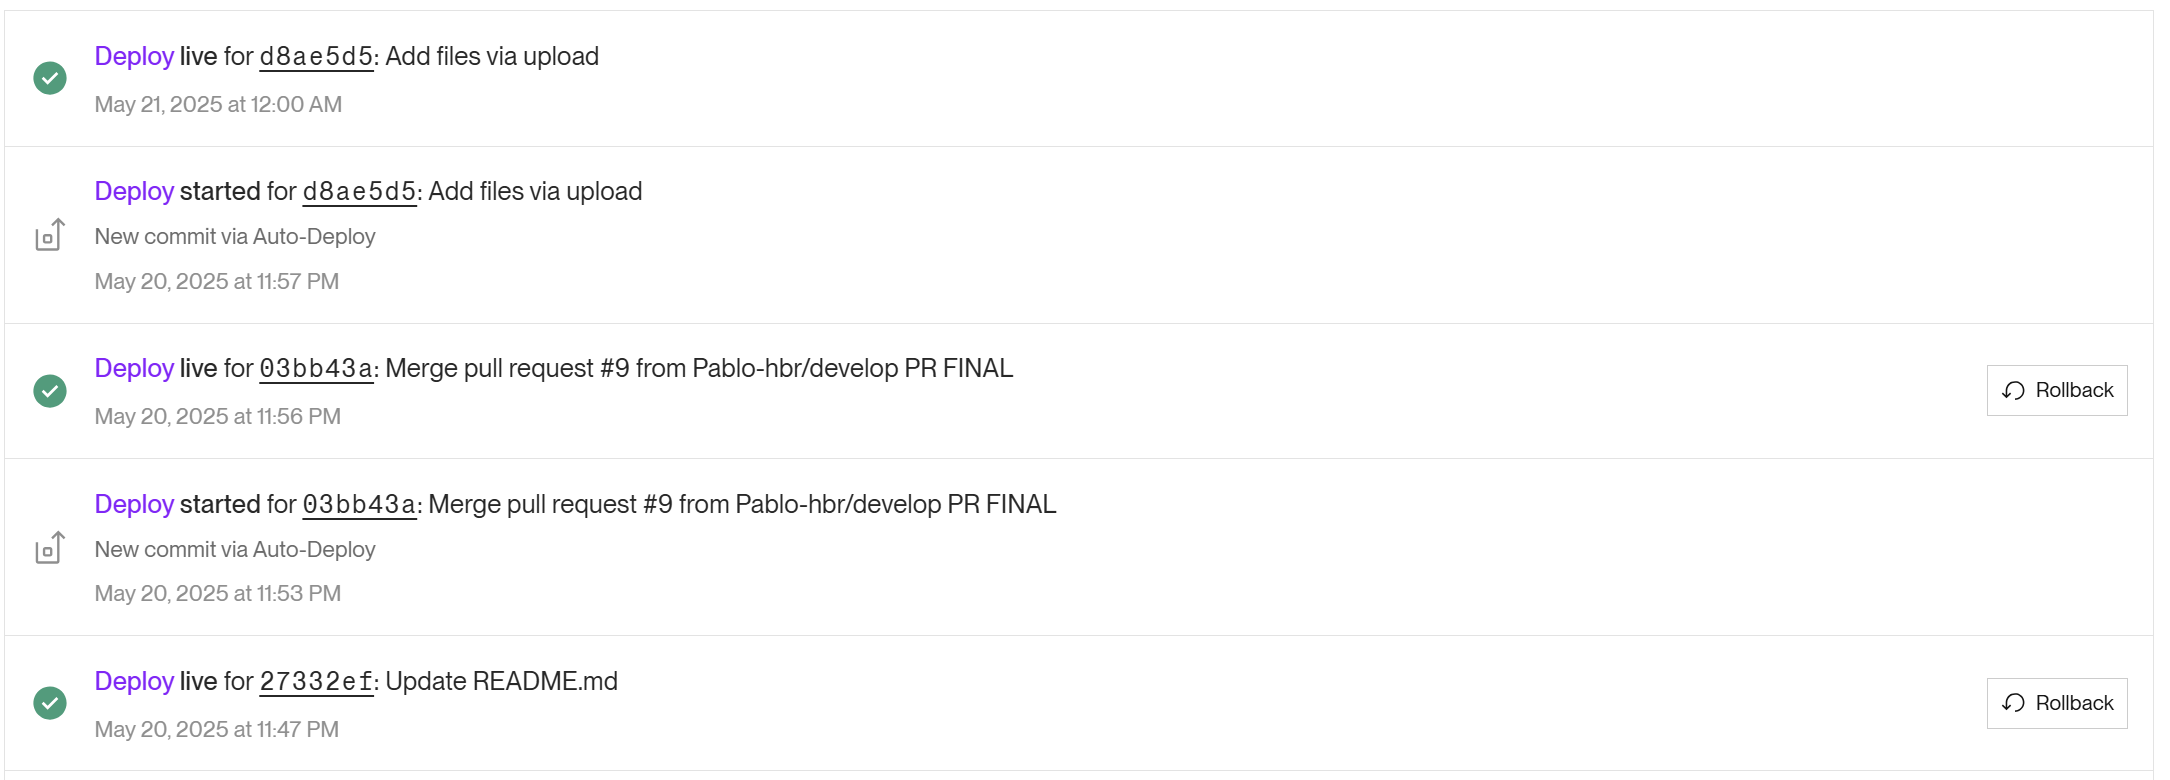 Deploy live for d8ae5d5: Add files via upload
May 21, 2025 at 12:00 AM
Deploy started for d8ae5d5: Add files via upload
New commit via Auto-Deploy
May 20, 2025 at 11:57 PM
Deploy live for 03bb43a: Merge pull request #9 from Pablo-hbr/develop PR FINAL
May 20, 2025 at 11:56 PM
Rollback
Deploy started for 03bb43a: Merge pull request #9 from Pablo-hbr/develop PR FINAL
New commit via Auto-Deploy
May 20, 2025 at 11:53 PM
Deploy live for 27332ef: Update README.md
May 20, 2025 at 11:47 PM
Rollback